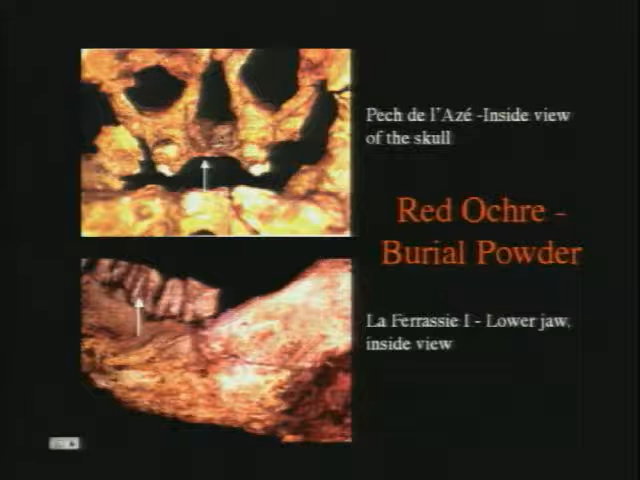 Pech de l'Azé -Inside view
of the skull
Red Ochre -
Burial Powder
La Ferrassie I - Lower jaw,
inside view